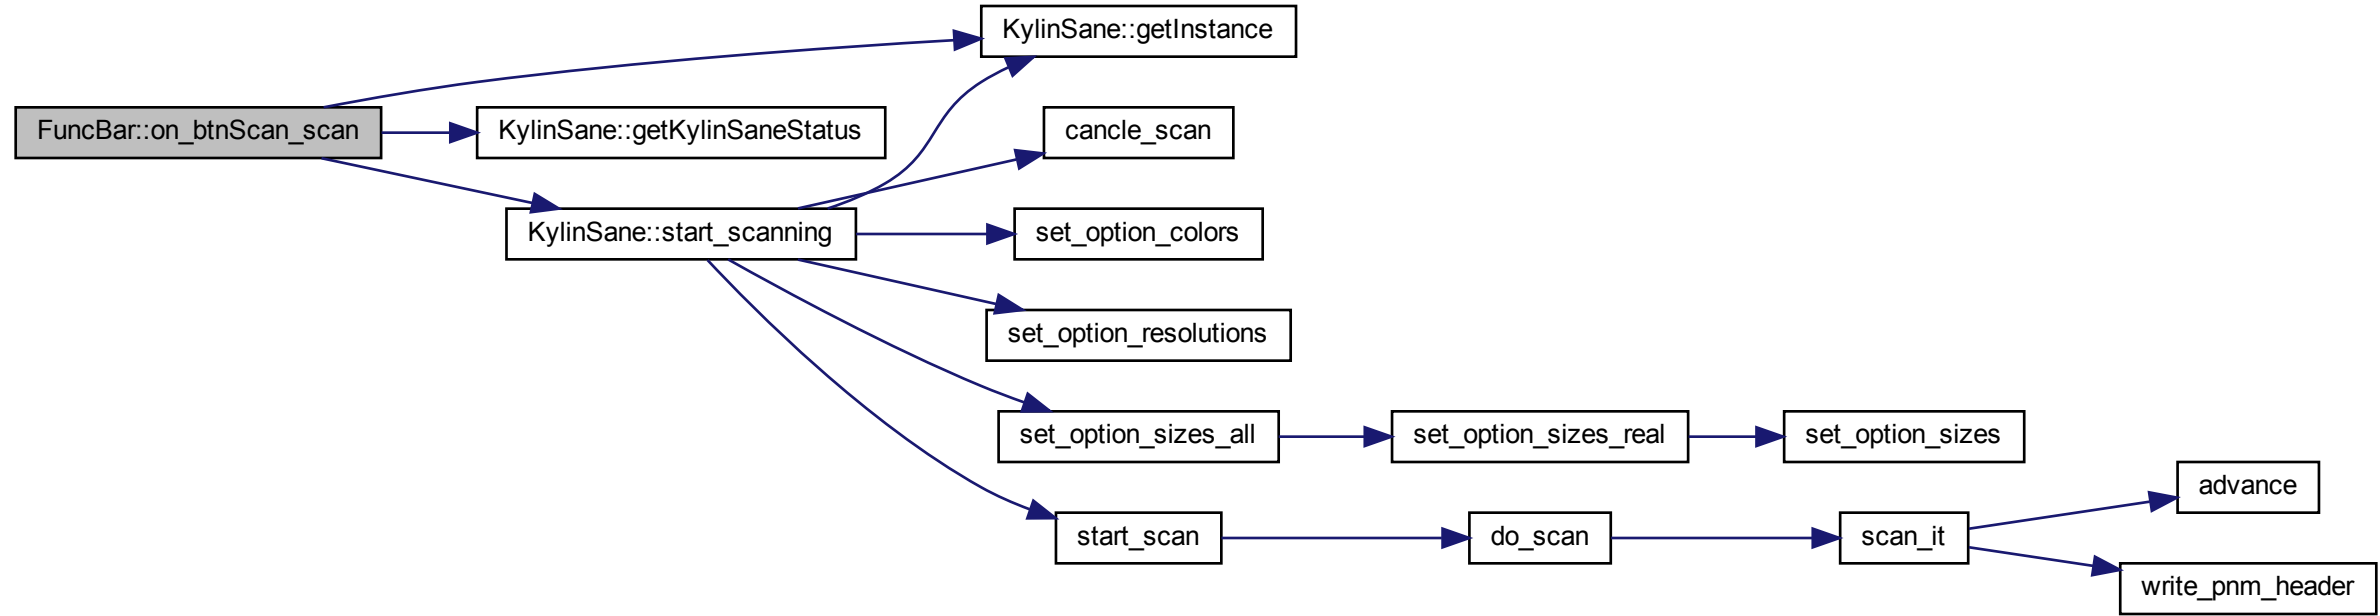 KylinSane::getInstance
FuncBar::on_btnScan_scan
KylinSane::getKylinSaneStatus
cancle_scan
KylinSane::start_scanning
set_option_colors
set_option_resolutions
set_option_sizes_all
set_option_sizes_real
set_option_sizes
advance
start_scan
do_scan
scan_it
write_pnm_header